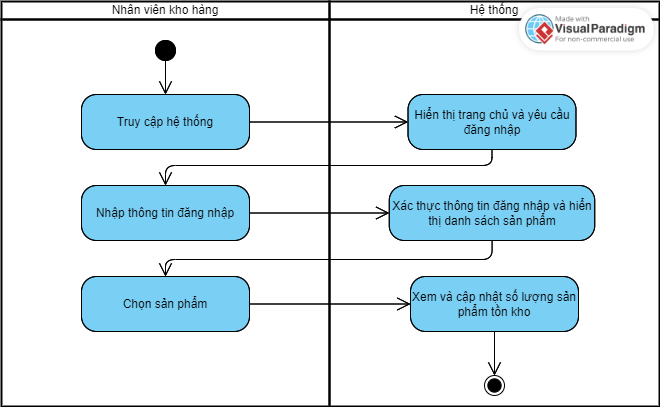 Nhân viên kho hàng
Hệ thống
Made with
VisualParadigm
For non-commercial use
Truy cập hệ thống
Hiển thị trang chủ và yêu cầu
đăng nhập
Nhập thông tin đăng nhập
Xác thực thông tin đăng nhập và hiển
thị danh sách sản phẩm
Chọn sản phẩm
Xem và cập nhật số lượng sản
phẩm tồn kho